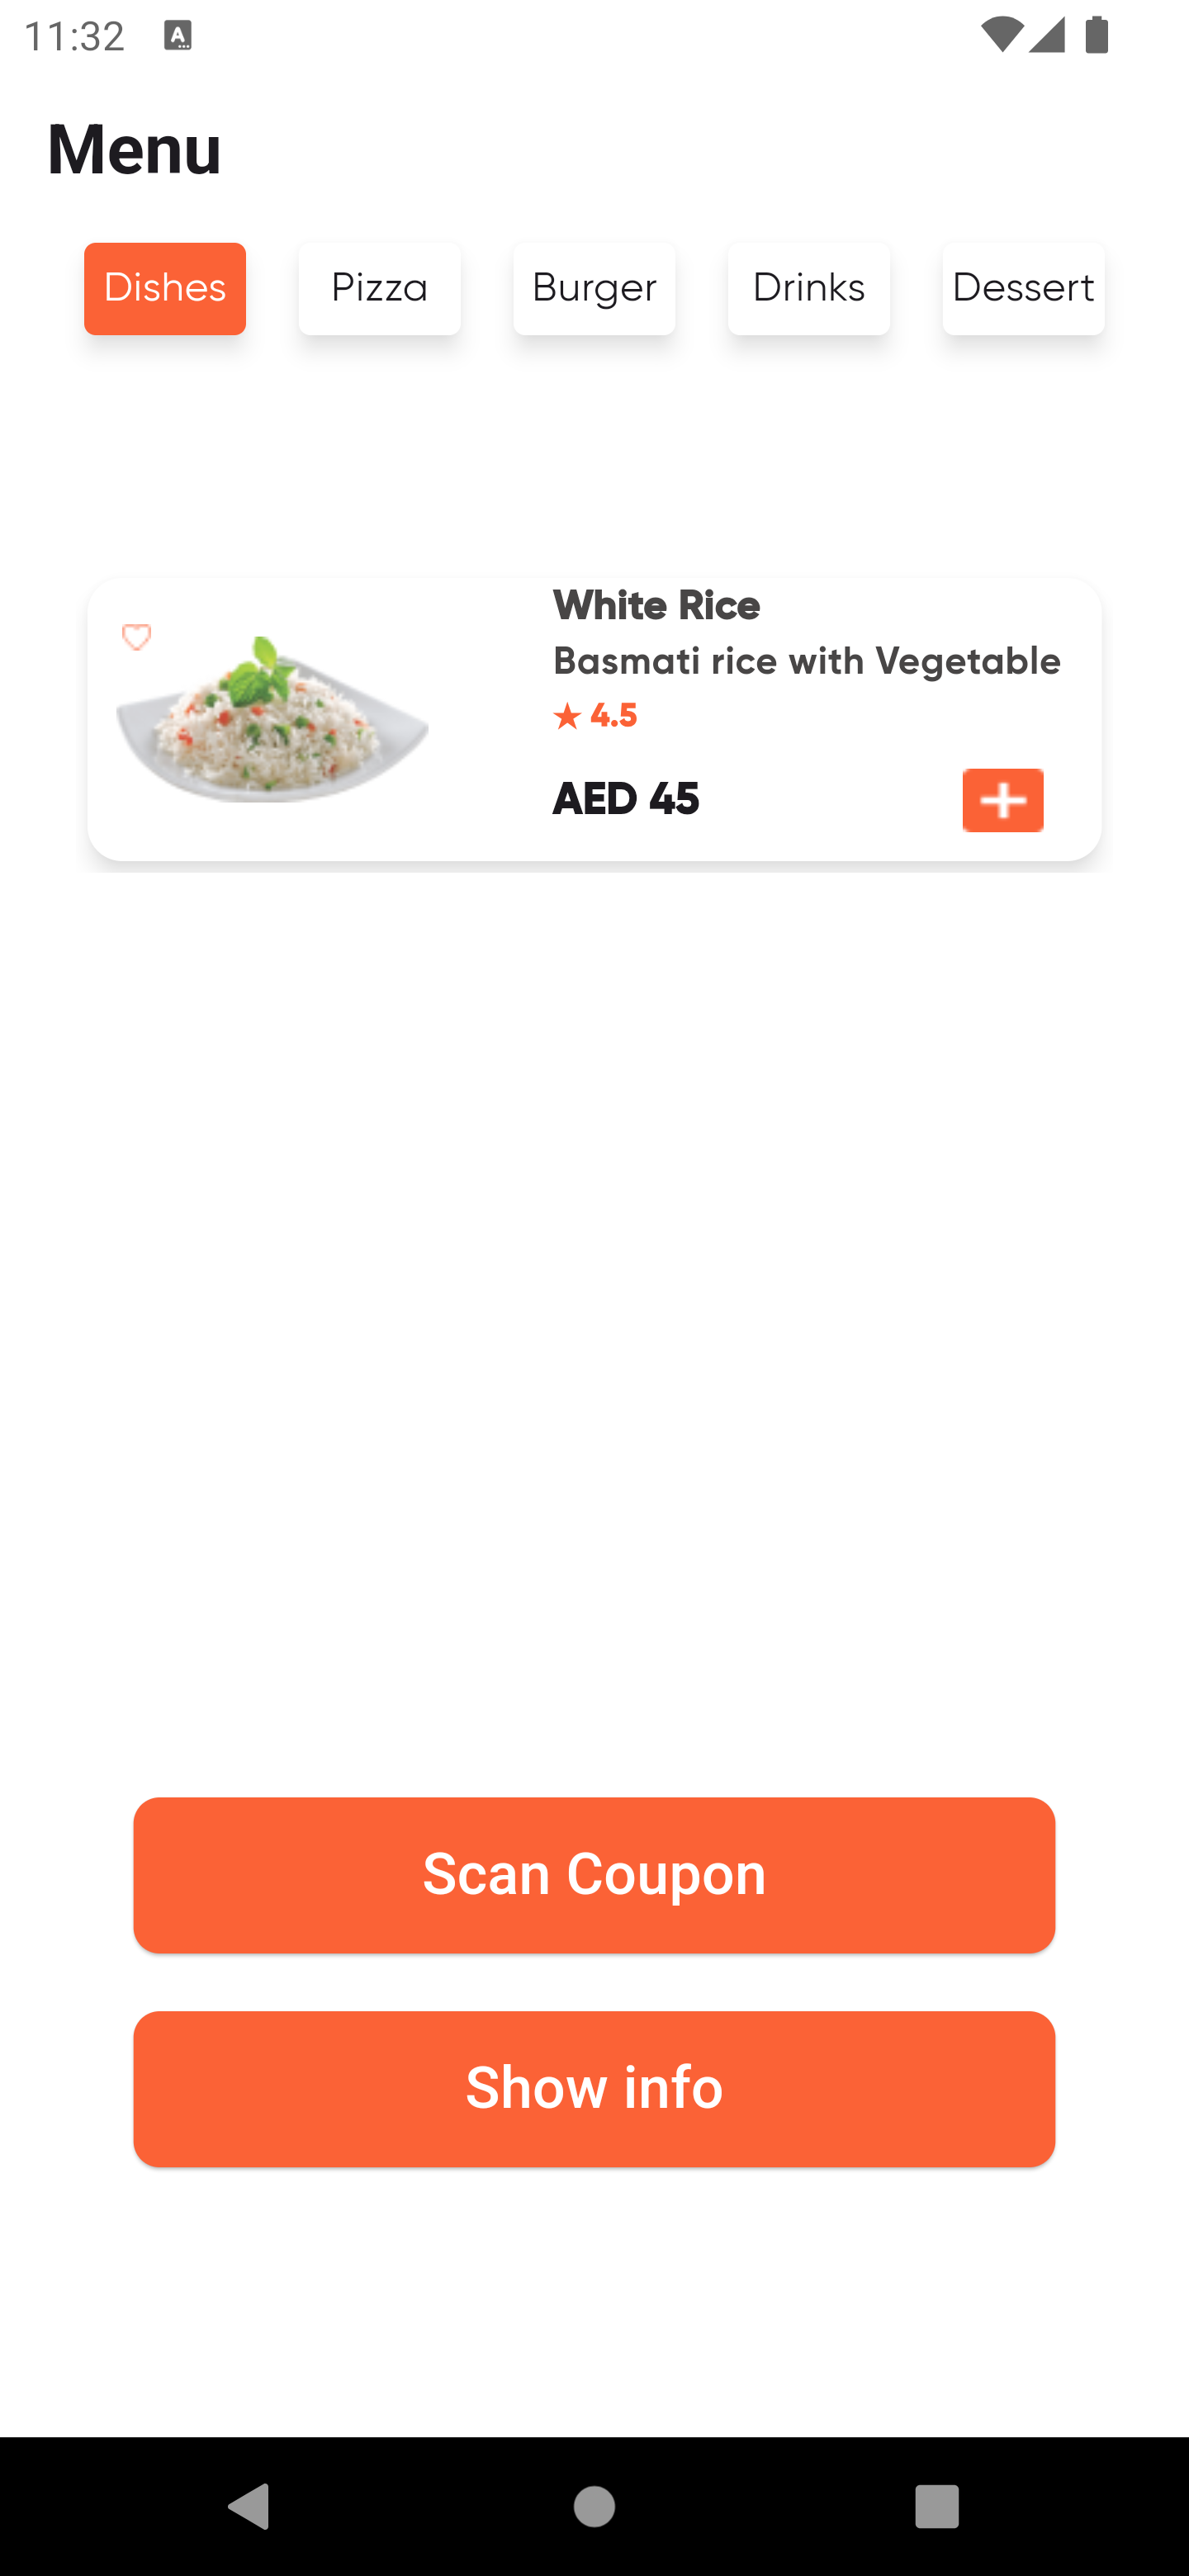 11:32
Menu
Dishes Pizza Burger Drinks Dessert
White Rice
Basmati rice with Vegetable
★ 4.5
AED 45
Scan Coupon
Show info